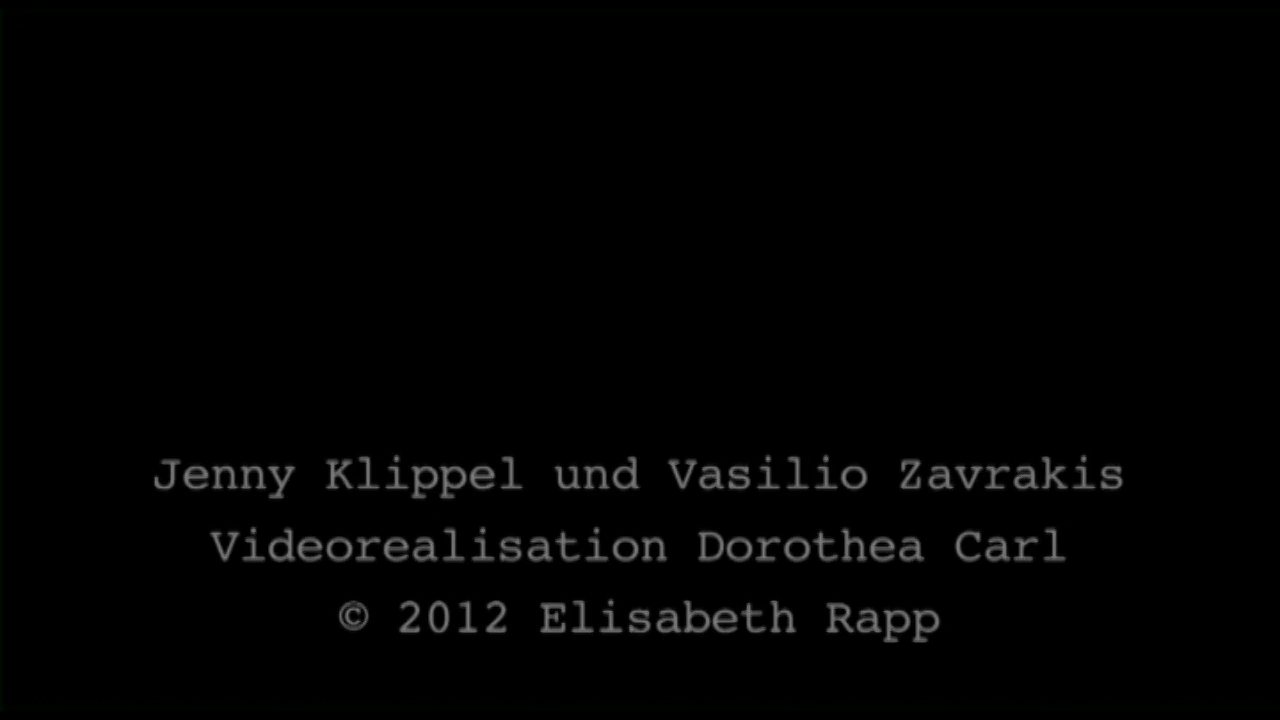 Jenny Klippel und Vasilio Zavrakis
Videorealisation Dorothea Carl
© 2012 Elisabeth Rapp